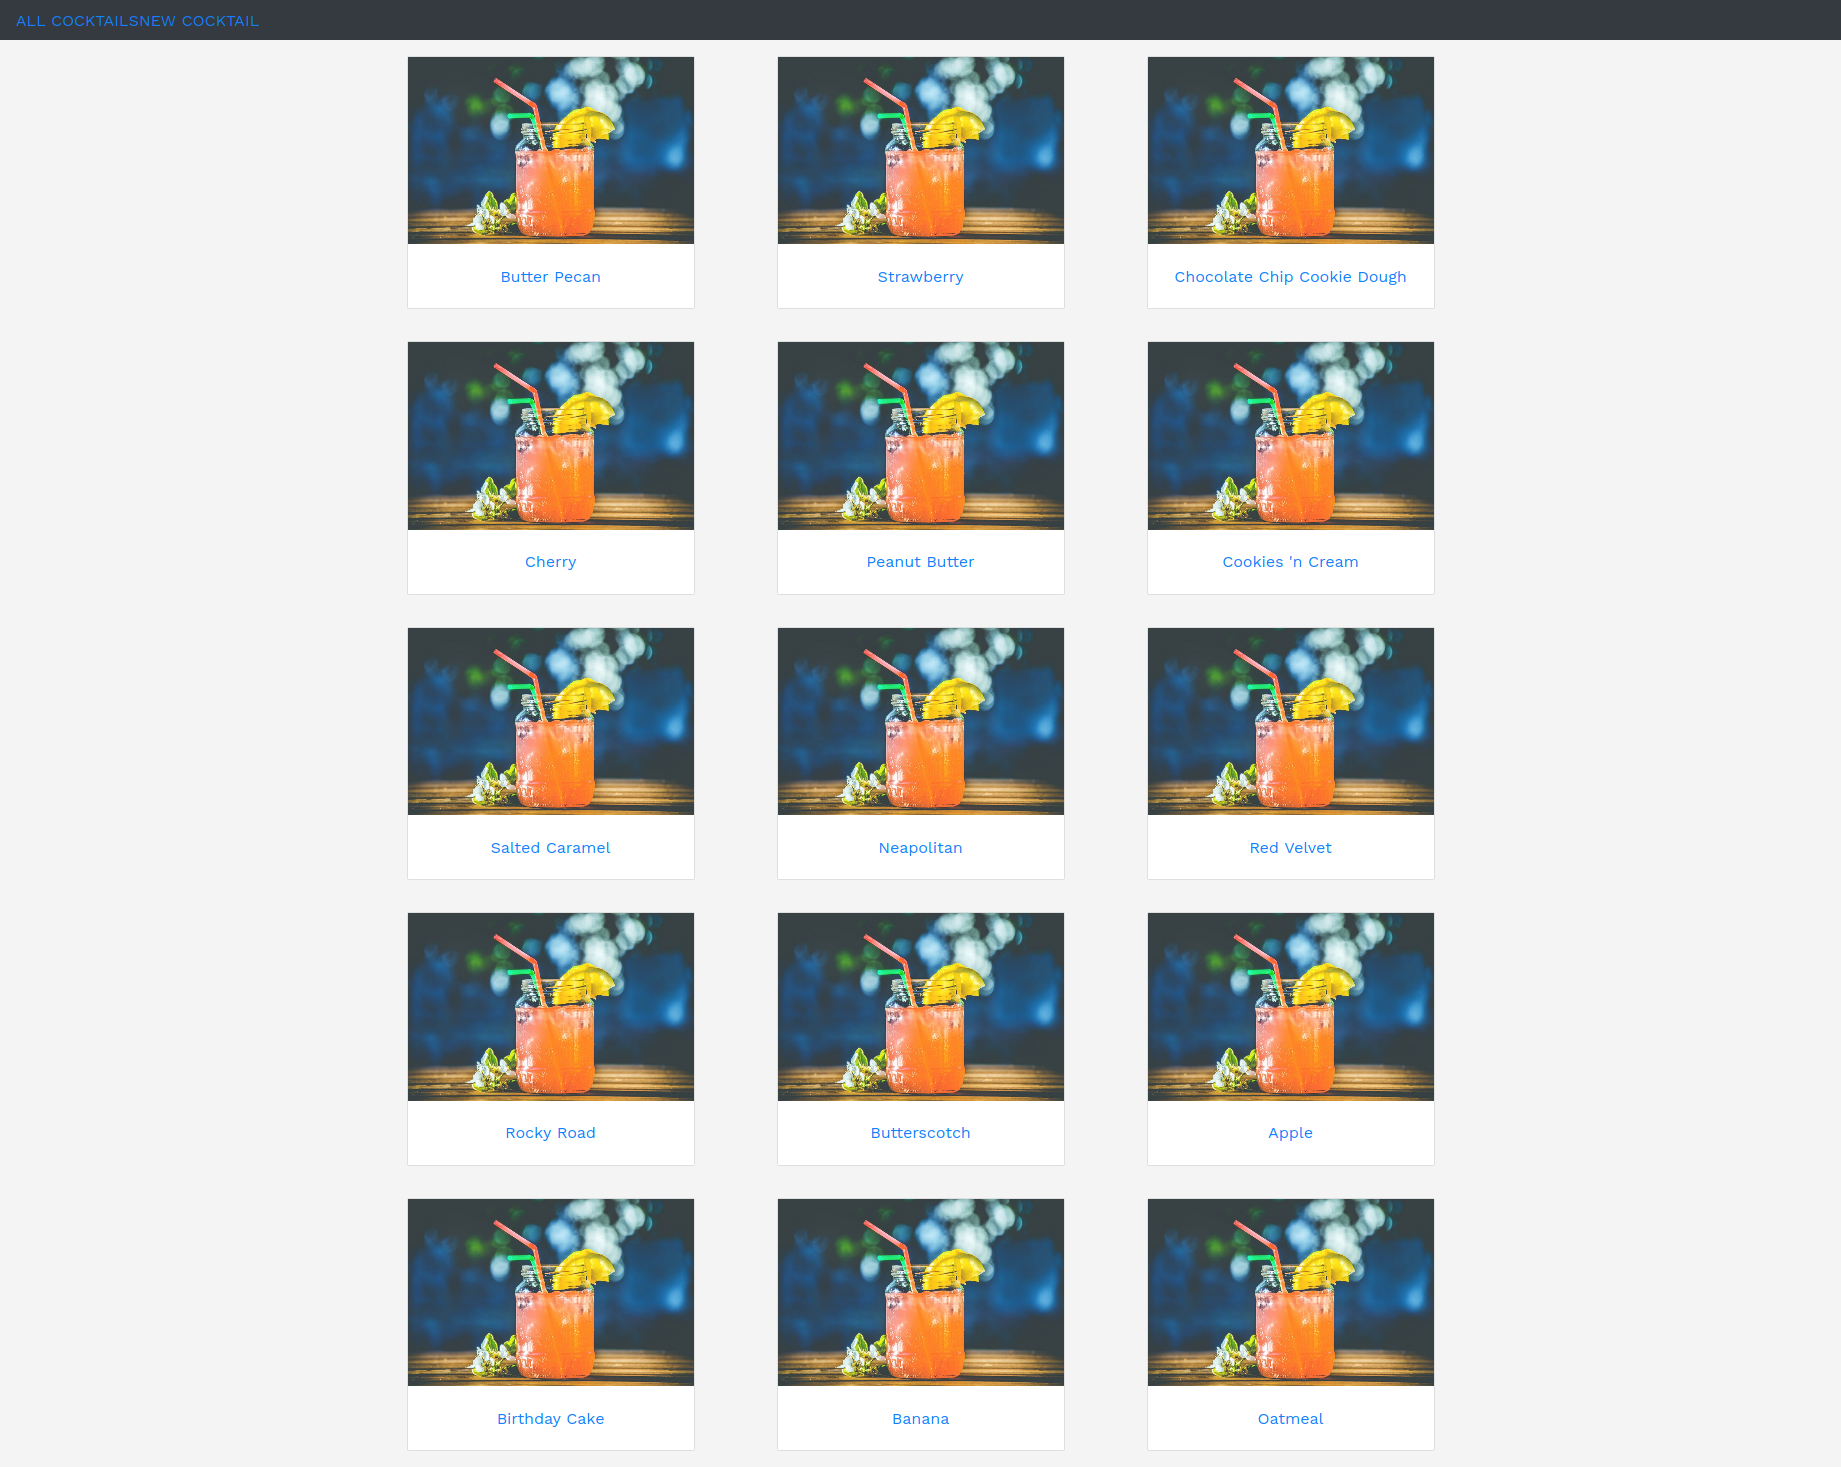 ALL COCKTAILSNEW COCKTAIL
Butter Pecan
Strawberry
Chocolate Chip Cookie Dough
Cherry
Peanut Butter
Cookies 'n Cream
Salted Caramel
Neapolitan
Red Velvet
Rocky Road
Butterscotch
Apple
Birthday Cake
Banana
Oatmeal